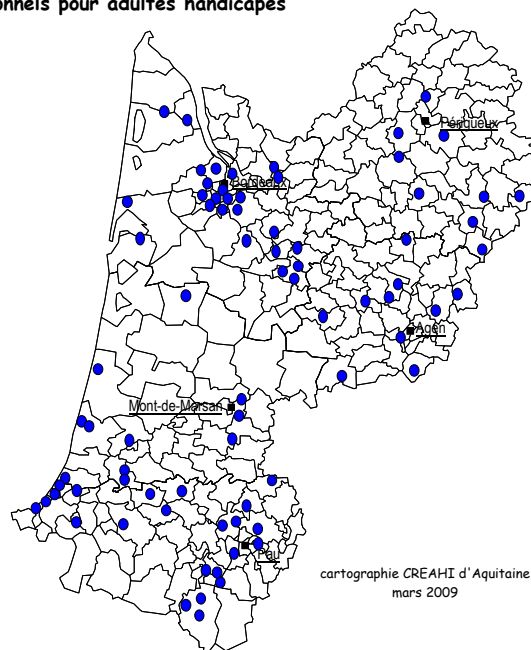 onnels pour adultes handicapés
Périgueux
Bordeaux
Agen
Mont-de-Marsan
Pau
cartographie CREAHI d'Aquitaine
mars 2009